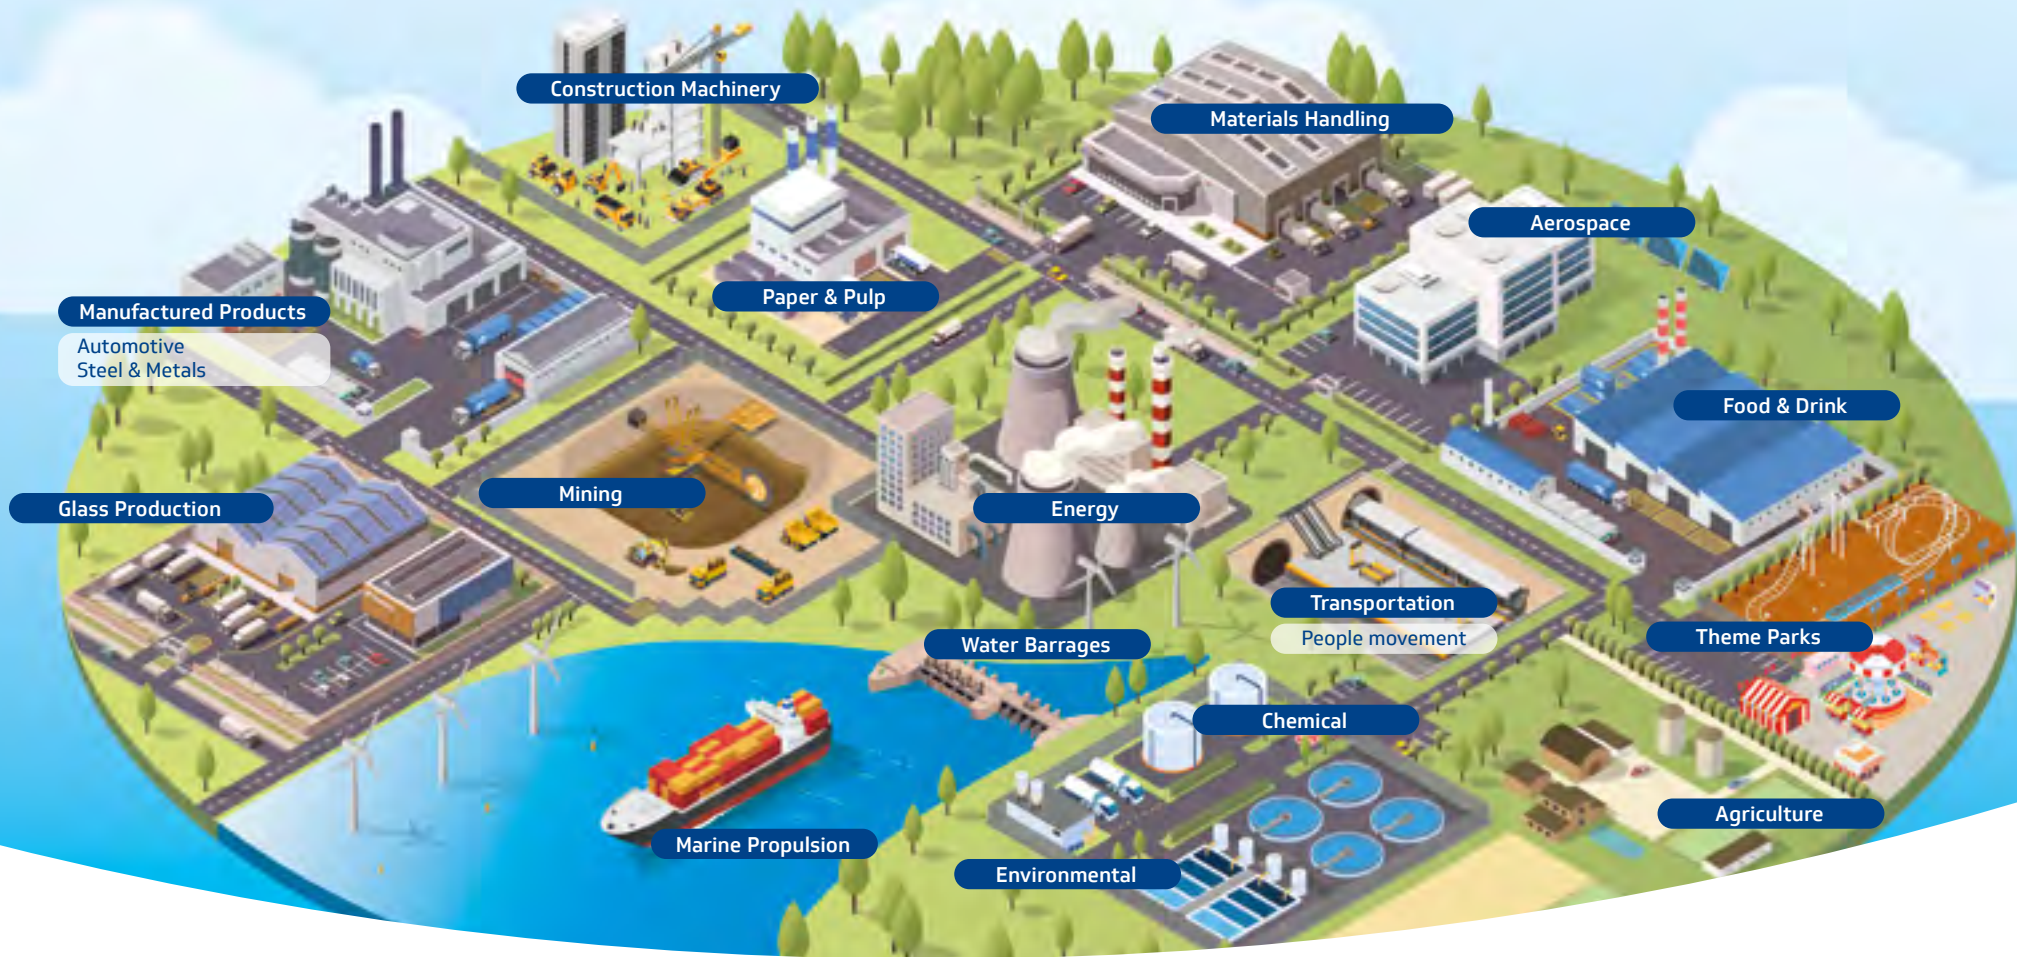 Construction Machinery
Materials Handling
Aerospace
Paper & Pulp
Manufactured Products
Automotive
Steel & Metals
Food & Drink
Mining
Glass Production
Energy
Transportation
People movement
Theme Parks
Water Barrages
Chemical
Agriculture
Marine Propulsion
Environmental